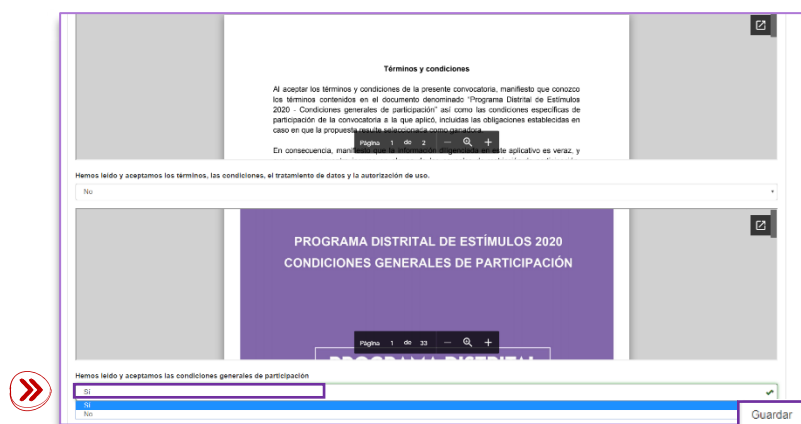 Términos y condiciones
Al aceptar los términos y condiciones de la presente convocatoria, manifiesto que conozco
los términos contenidos en el documento denominado "Programa Distrital de Estímulos
2020 - Condiciones generales de participación" así como las condiciones específicas de
participación de la convocatoria a la que aplicó, incluidas las obligaciones establecidas en
caso en que la propuesta resulte seleccionada como ganadora.
Página 1 de 2
En consecuencia, manifiesto que la información diligenciada en este aplicativo es veraz, y
Hemos leído y aceptamos los términos, las condiciones, el tratamiento de datos y la autorización de uso.
No
PROGRAMA DISTRITAL DE ESTÍMULOS 2020
CONDICIONES GENERALES DE PARTICIPACIÓN
Página 1 de 33
Hemos leído y aceptamos las condiciones generales de participación
Sí
Sí
No
Guardar